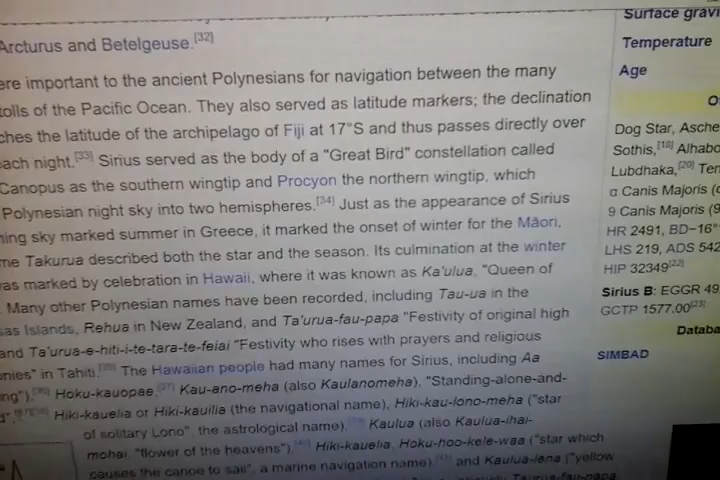 Arcturus and Betelgeuse.[32]
ere important to the ancient Polynesians for navigation between the many
tolls of the Pacific Ocean. They also served as latitude markers; the declination
ches the latitude of the archipelago of Fiji at 17°S and thus passes directly over
each night.[33] Sirius served as the body of a "Great Bird" constellation called
Canopus as the southern wingtip and Procyon the northern wingtip, which
Polynesian night sky into two hemispheres.[34] Just as the appearance of Sirius
ning sky marked summer in Greece, it marked the onset of winter for the Māori,
me Takurua described both the star and the season. Its culmination at the winter
as marked by celebration in Hawaii, where it was known as Ka'ulua, "Queen of
. Many other Polynesian names have been recorded, including Tau-ua in the
sas Islands, Rehua in New Zealand, and Ta'urua-fau-papa "Festivity of original high
and Ta'urua-e-hiti-i-te-tara-te-feiai "Festivity who rises with prayers and religious
nies" in Tahiti.[35] The Hawaiian people had many names for Sirius, including Aa
ng"),[36] Hoku-kauopae,[37] Kau-ano-meha (also Kaulanomeha), "Standing-alone-and-
Hiki-kauelia or Hiki-kauilia (the navigational name), Hiki-kau-lono-meha ("star
of solitary Lono", the astrological name), Kaulua (also Kaulua-ihai-
mohai, "flower of the heavens"), Hiki-kauelia, Hoku-hoo-kele-waa ("star which
causes the canoe to sail", a marine navigation name), and Kaulua-lena ("yellow
Surface gravi
Temperature
Age
O
Dog Star, Asche
Sothis,[18] Alhabo
Lubdhaka,[20] Ten
α Canis Majoris (α
9 Canis Majoris (9
HR 2491, BD−16°
LHS 219, ADS 542
HIP 32349[22]
Sirius B: EGGR 49
GCTP 1577.00[23]
Databa
SIMBAD